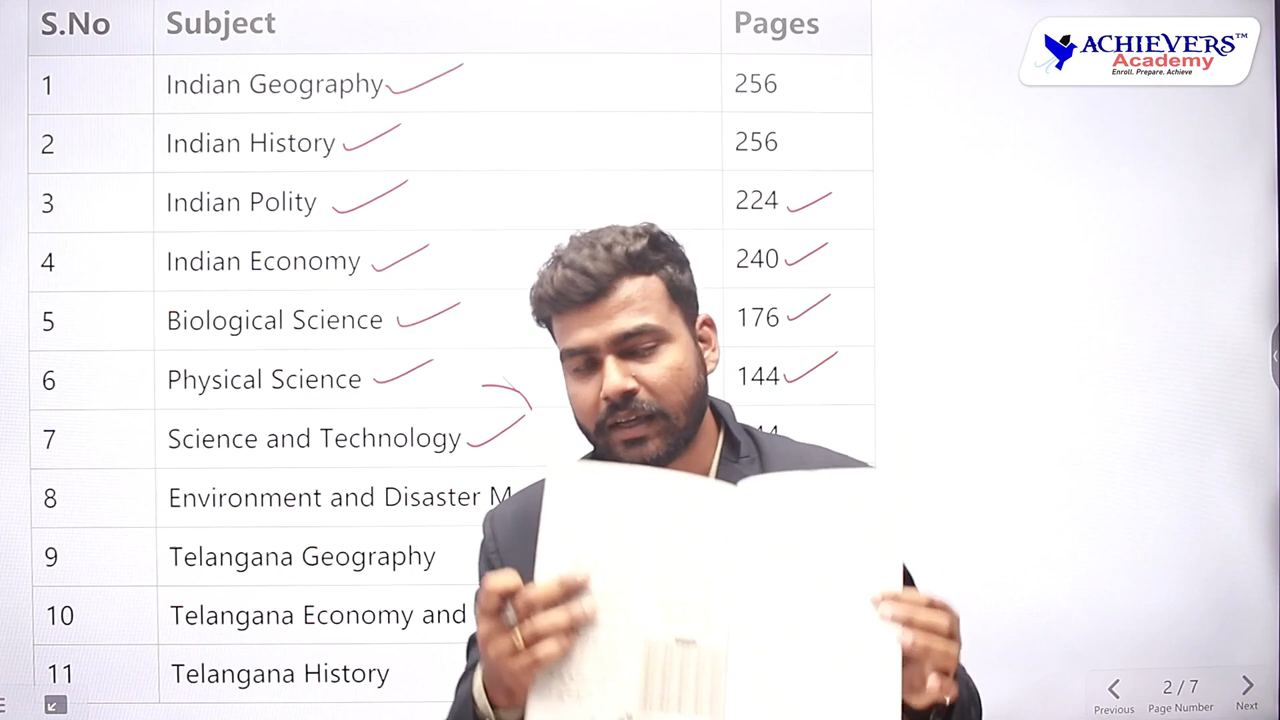 S.No Subject Pages
1 Indian Geography 256
2 Indian History 256
3 Indian Polity 224
4 Indian Economy 240
5 Biological Science 176
6 Physical Science 144
7 Science and Technology
8 Environment and Disaster M
9 Telangana Geography
10 Telangana Economy and
11 Telangana History
ACHIEVERS™
Academy
Enroll. Prepare. Achieve
2 / 7
Previous Page Number Next